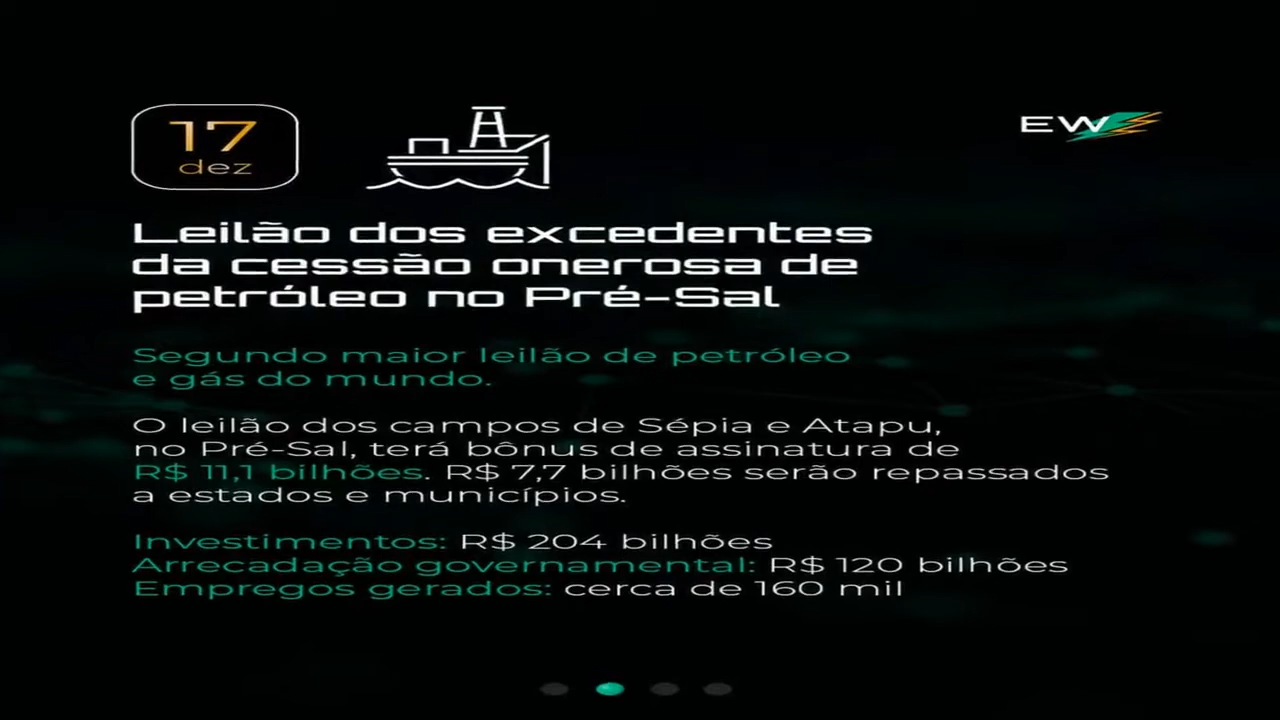 17
dez
EW
Leilão dos excedentes
da cessão onerosa de
petróleo no Pré-Sal
Segundo maior leilão de petróleo
e gás do mundo.
O leilão dos campos de Sépia e Atapu,
no Pré-Sal, terá bônus de assinatura de
R$ 11,1 bilhões. R$ 7,7 bilhões serão repassados
a estados e municípios.
Investimentos: R$ 204 bilhões
Arrecadação governamental: R$ 120 bilhões
Empregos gerados: cerca de 160 mil